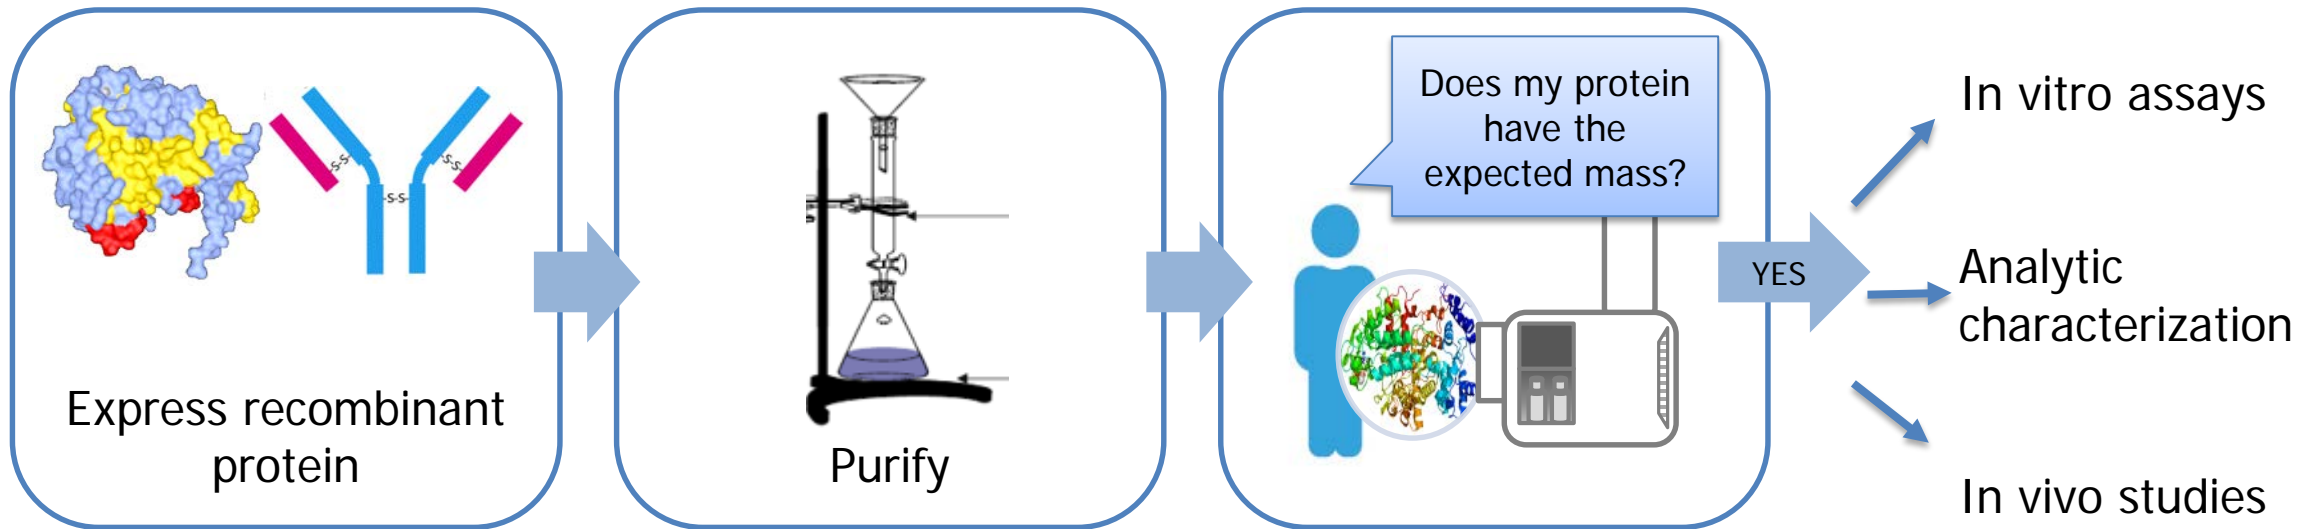 -S-S-
-S-S-
-S-S-
Express recombinant
protein
Purify
Does my protein
have the
expected mass?
YES
In vitro assays
Analytic
characterization
In vivo studies